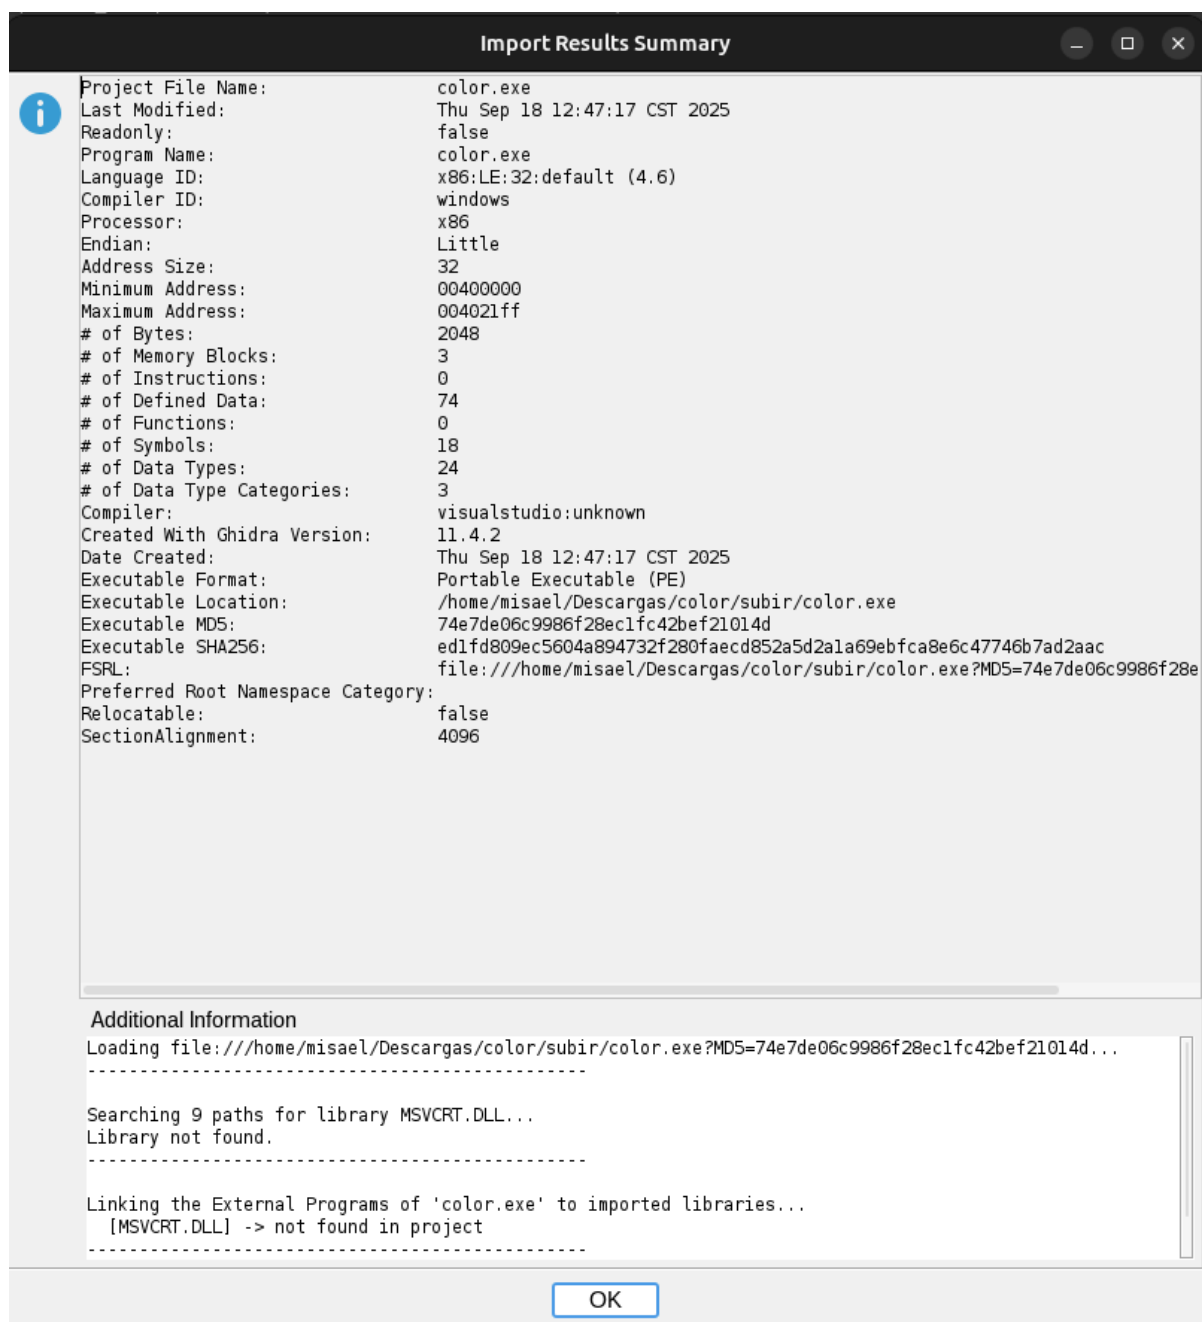 Import Results Summary
Project File Name: color.exe
Last Modified: Thu Sep 18 12:47:17 CST 2025
Readonly: false
Program Name: color.exe
Language ID: x86:LE:32:default (4.6)
Compiler ID: windows
Processor: x86
Endian: Little
Address Size: 32
Minimum Address: 00400000
Maximum Address: 004021ff
# of Bytes: 2048
# of Memory Blocks: 3
# of Instructions: 0
# of Defined Data: 74
# of Functions: 0
# of Symbols: 18
# of Data Types: 24
# of Data Type Categories: 3
Compiler: visualstudio:unknown
Created With Ghidra Version: 11.4.2
Date Created: Thu Sep 18 12:47:17 CST 2025
Executable Format: Portable Executable (PE)
Executable Location: /home/misael/Descargas/color/subir/color.exe
Executable MD5: 74e7de06c9986f28ec1fc42bef21014d
Executable SHA256: ed1fd809ec5604a894732f280faecd852a5d2a1a69ebfca8e6c47746b7ad2aac
FSRL: file:///home/misael/Descargas/color/subir/color.exe?MD5=74e7de06c9986f28e
Preferred Root Namespace Category:
Relocatable: false
SectionAlignment: 4096
Additional Information
Loading file:///home/misael/Descargas/color/subir/color.exe?MD5=74e7de06c9986f28ec1fc42bef21014d...
-----------------------------------------------
Searching 9 paths for library MSVCRT.DLL...
Library not found.
-----------------------------------------------
Linking the External Programs of 'color.exe' to imported libraries...
[MSVCRT.DLL] -> not found in project
-----------------------------------------------
OK